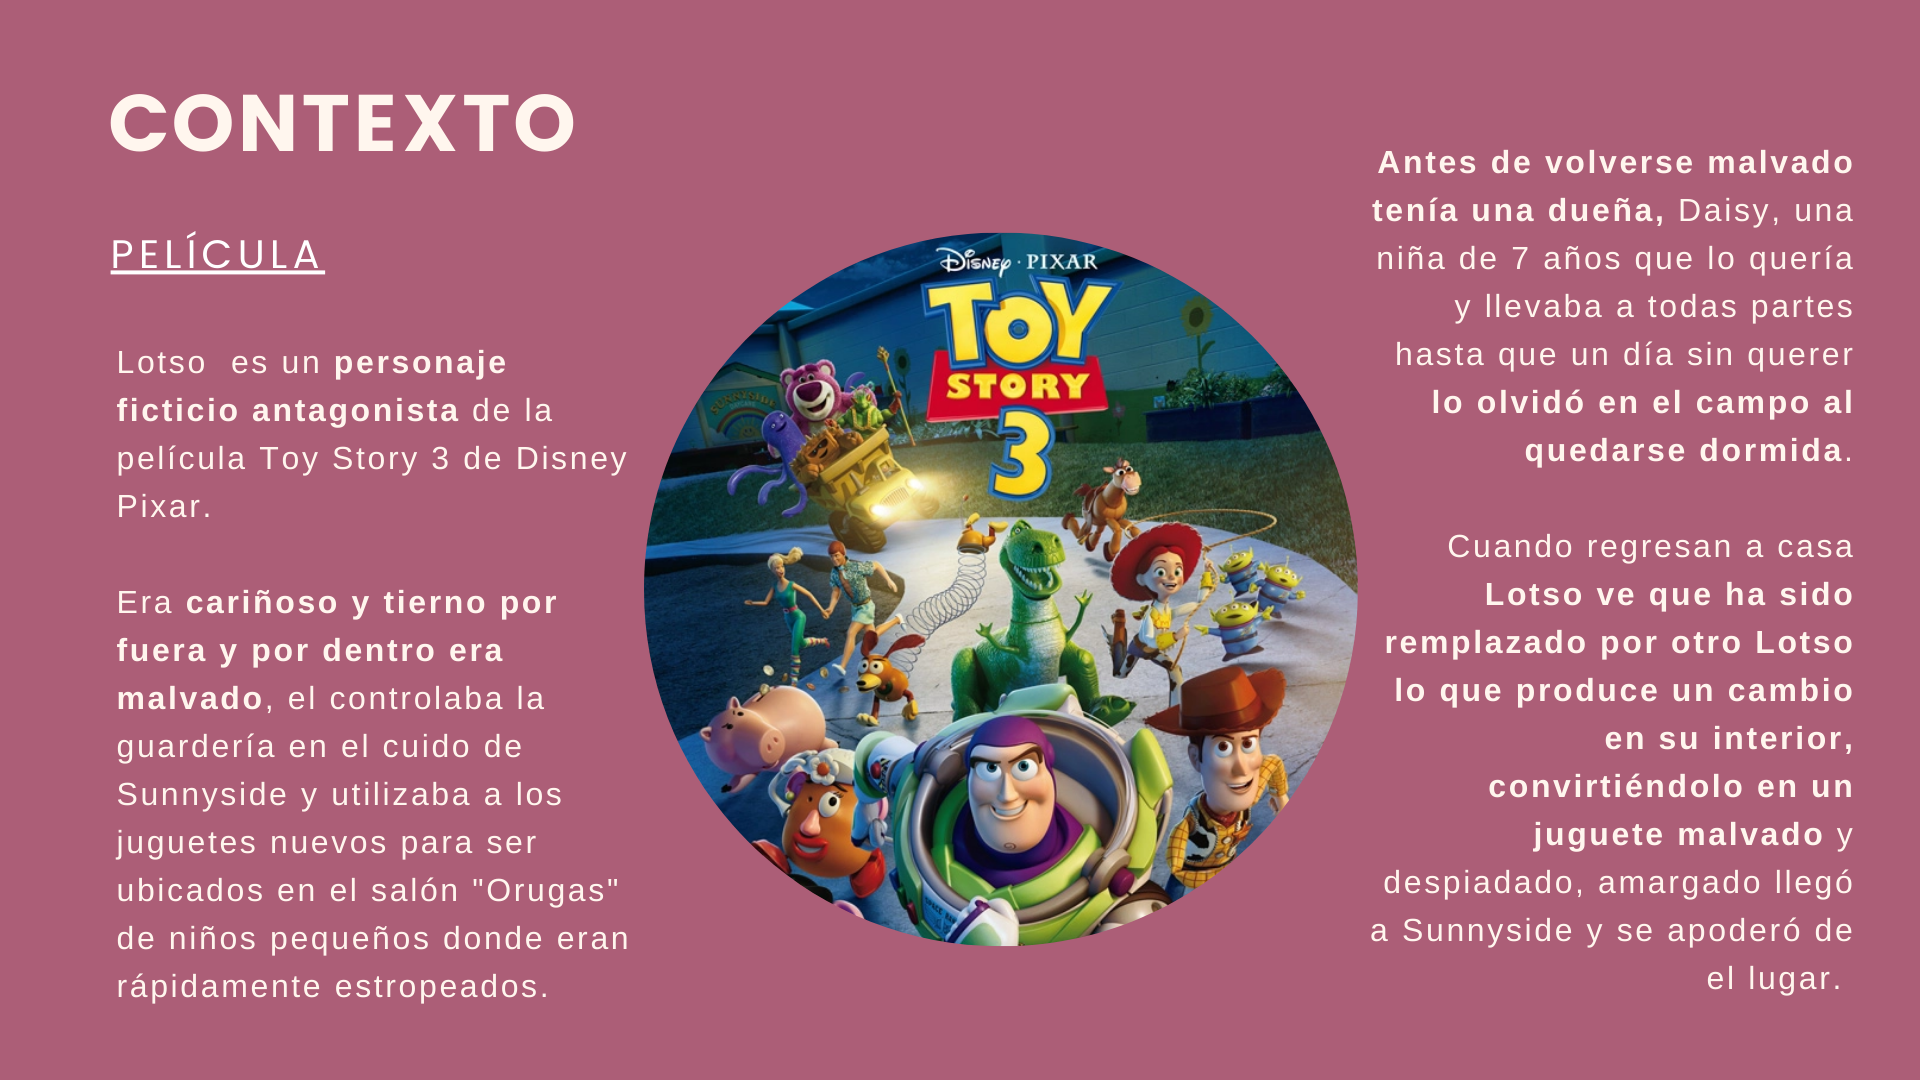 CONTEXTO
PELÍCULA
Lotso  es un personaje
ficticio antagonista de la
película Toy Story 3 de Disney
Pixar.
Era cariñoso y tierno por
fuera y por dentro era
malvado, el controlaba la
guardería en el cuido de
Sunnyside y utilizaba a los
juguetes nuevos para ser
ubicados en el salón "Orugas"
de niños pequeños donde eran
rápidamente estropeados.
Disney · PIXAR
TOY
STORY
3
SUNNYSIDE
SPACE RAN
Antes de volverse malvado
tenía una dueña, Daisy, una
niña de 7 años que lo quería
y llevaba a todas partes
hasta que un día sin querer
lo olvidó en el campo al
quedarse dormida.
Cuando regresan a casa
Lotso ve que ha sido
remplazado por otro Lotso
lo que produce un cambio
en su interior,
convirtiéndolo en un
juguete malvado y
despiadado, amargado llegó
a Sunnyside y se apoderó de
el lugar.